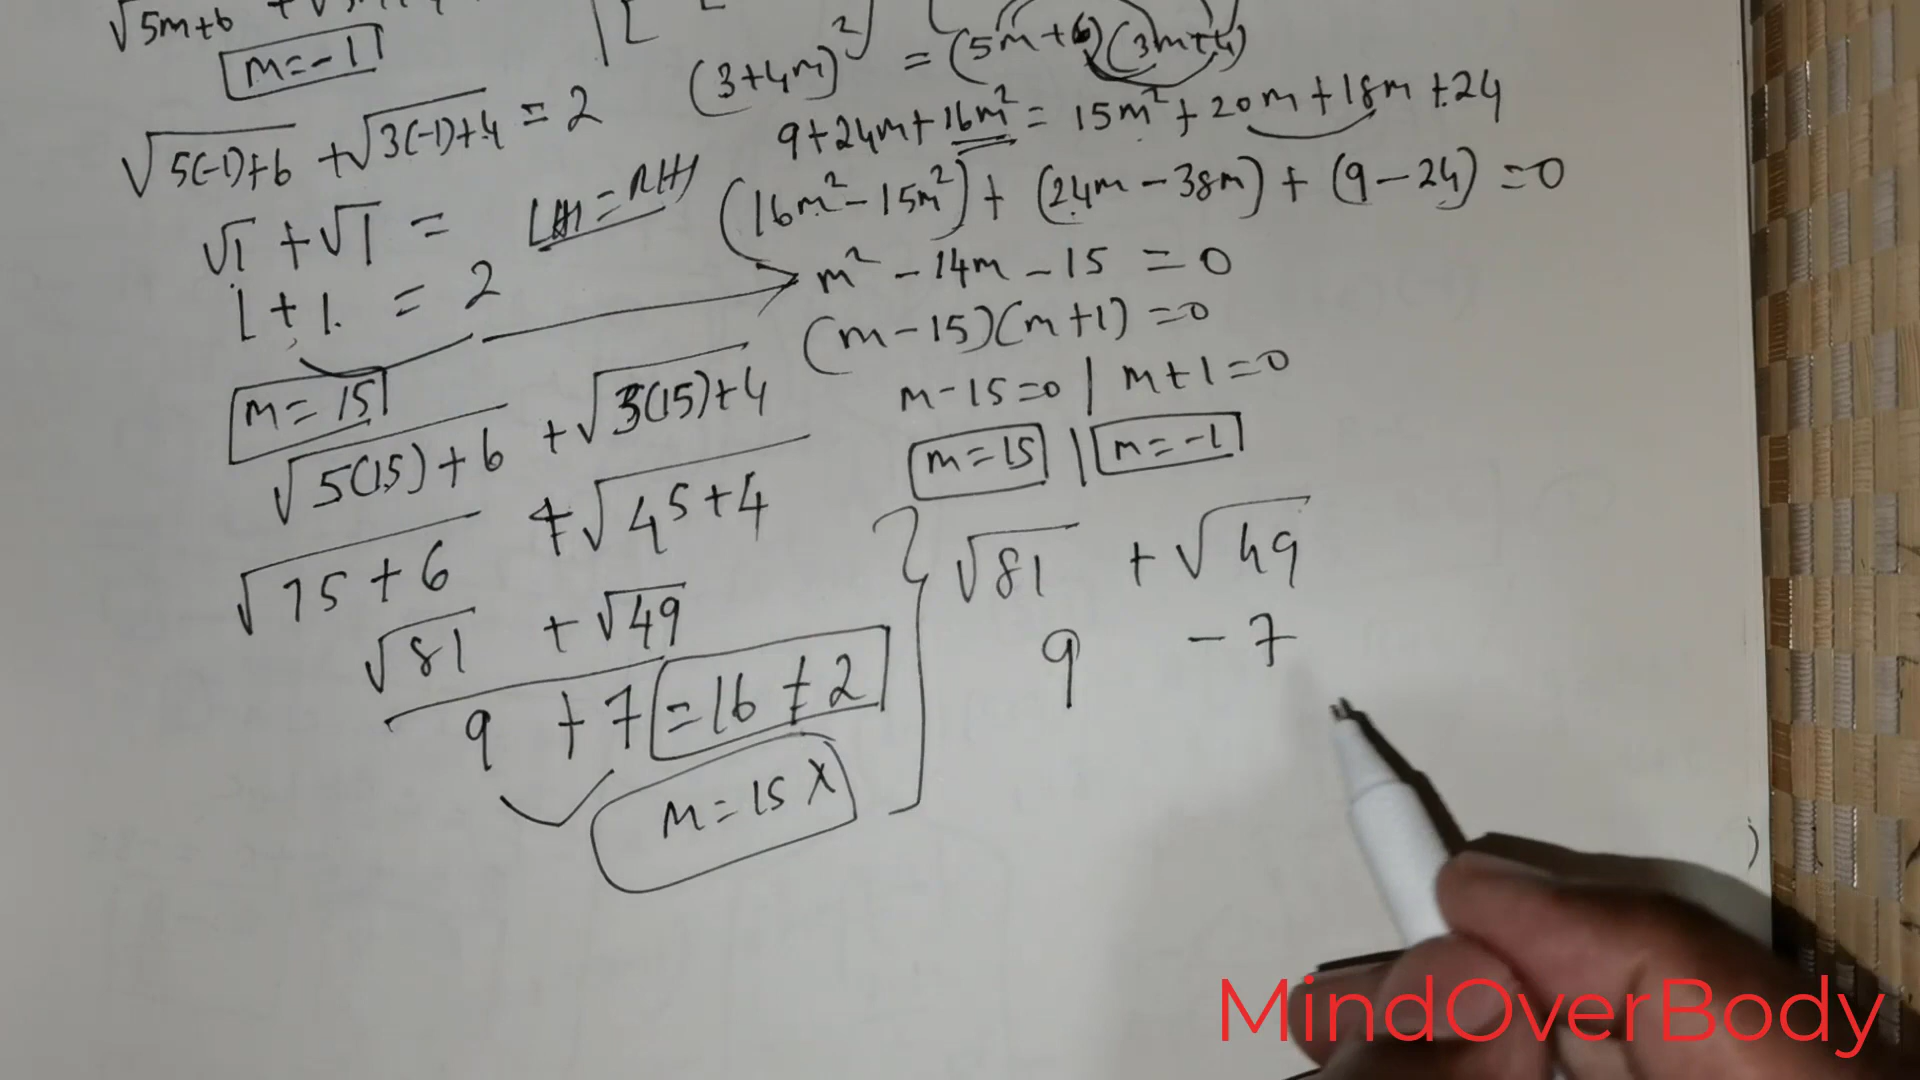 √5m+6 +√
m=-1
√5(-1)+6 +√3(-1)+4 = 2
√1 +√1 =
LHS=RHS
1+1. = 2
(3+4m)² = (5m+6)(3m+4)
9+24m+16m² = 15m²+20m+18m+24
(16m²-15m²)+(24m-38m)+(9-24)=0
m²-14m-15 =0
(m-15)(m+1)=0
m-15=0 | m+1=0
m=15 | m=-1
m=15
√5(15)+6 +√3(15)+4
√75+6 +√45+4
√81 +√49
9 +7 =16≠2
m=15 X
√81 +√49
9 -7
MindOverBody